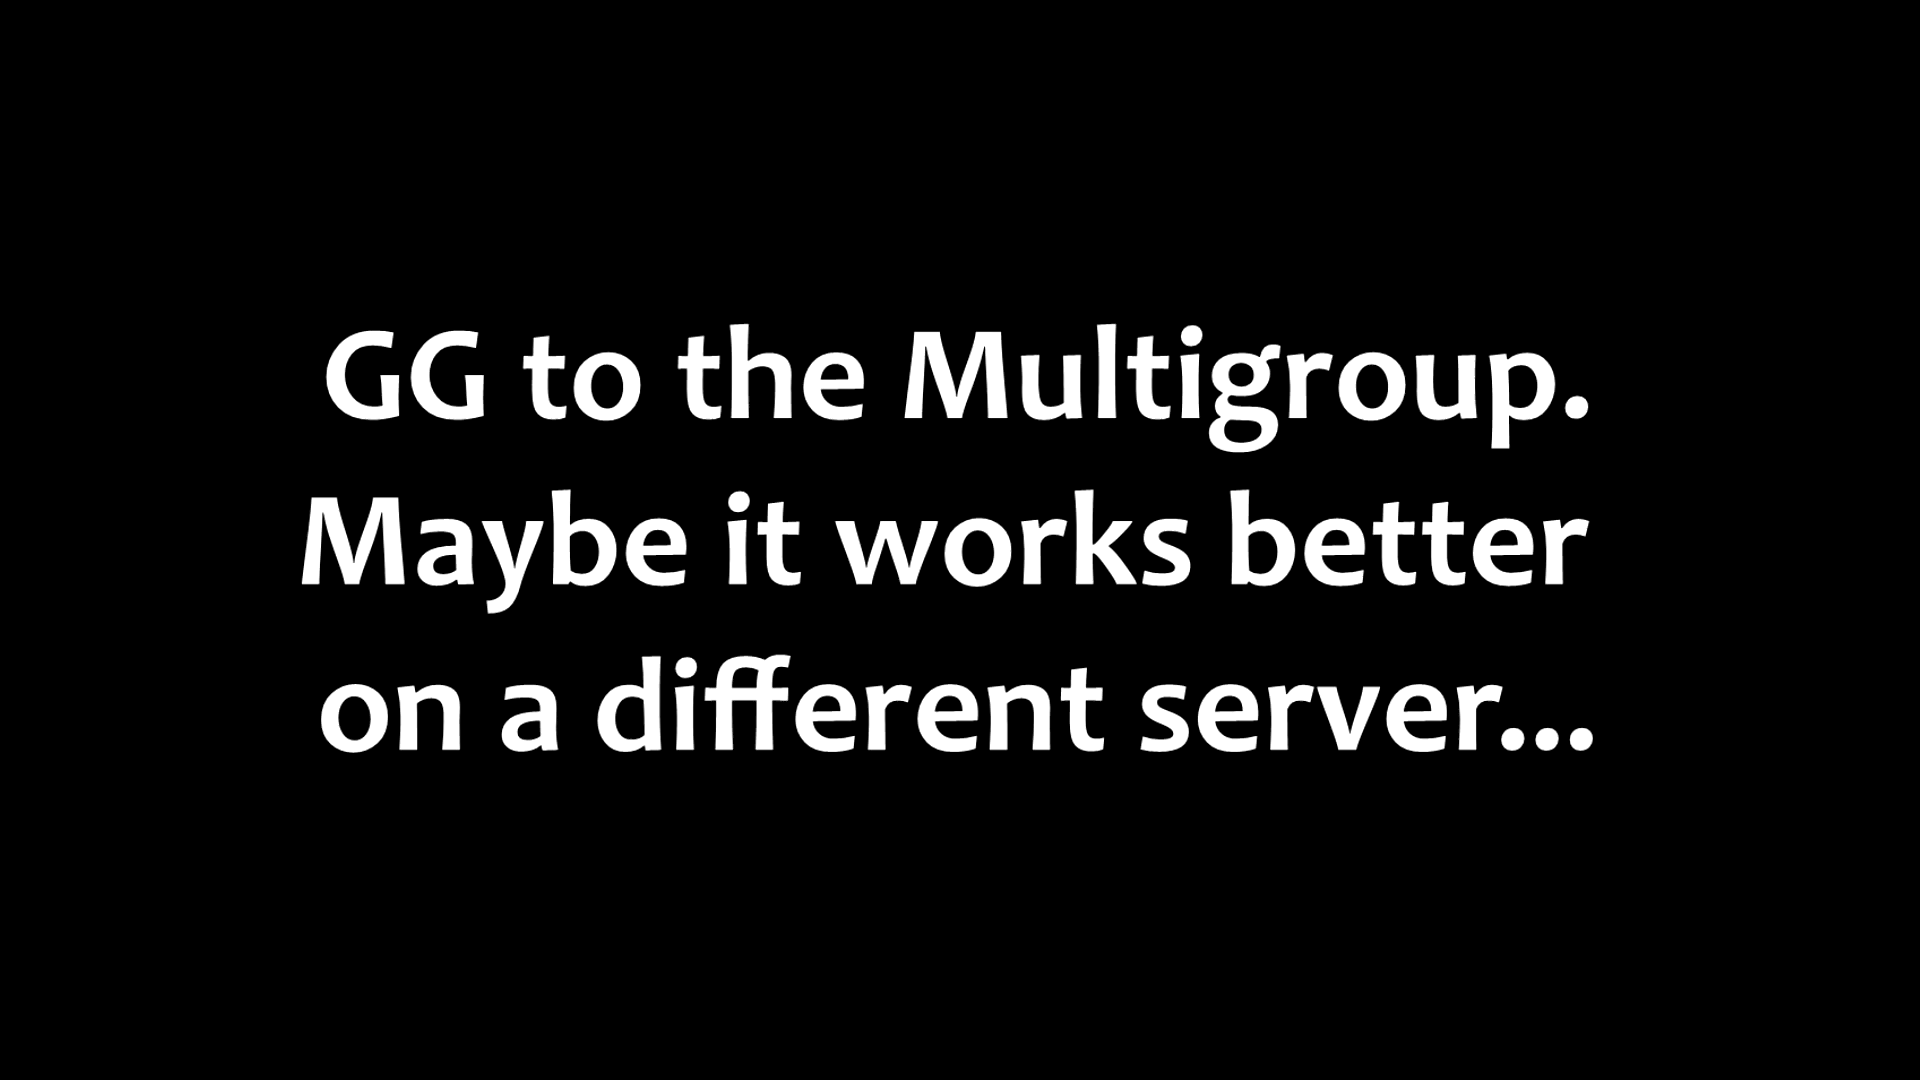 GG to the Multigroup.
Maybe it works better
on a different server...